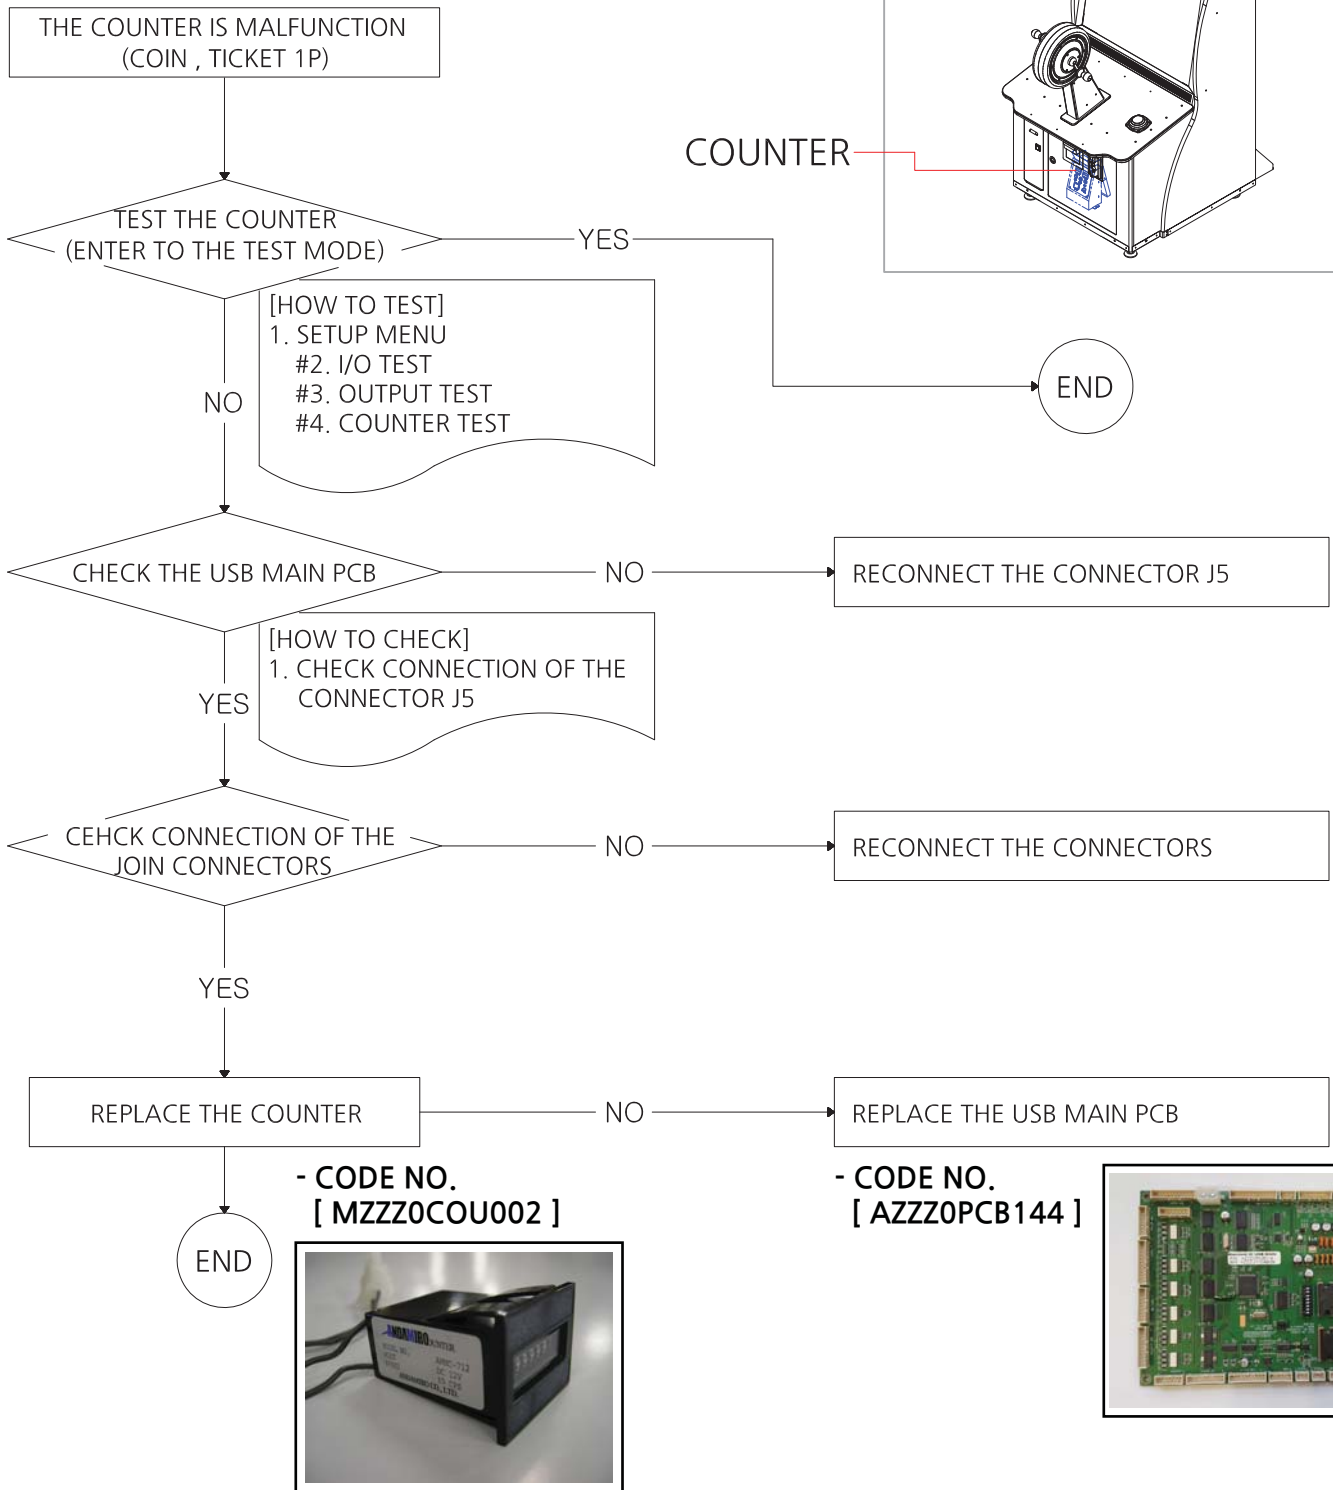 THE COUNTER IS MALFUNCTION
(COIN , TICKET 1P)
COUNTER
TEST THE COUNTER
(ENTER TO THE TEST MODE)
YES
[HOW TO TEST]
1. SETUP MENU
#2. I/O TEST
#3. OUTPUT TEST
#4. COUNTER TEST
END
NO
CHECK THE USB MAIN PCB
NO
RECONNECT THE CONNECTOR J5
[HOW TO CHECK]
1. CHECK CONNECTION OF THE
CONNECTOR J5
YES
CEHCK CONNECTION OF THE
JOIN CONNECTORS
NO
RECONNECT THE CONNECTORS
YES
REPLACE THE COUNTER
NO
REPLACE THE USB MAIN PCB
- CODE NO.
[ MZZZ0COU002 ]
- CODE NO.
[ AZZZ0PCB144 ]
END
ANDAMIRO COUNTER
DC 12V